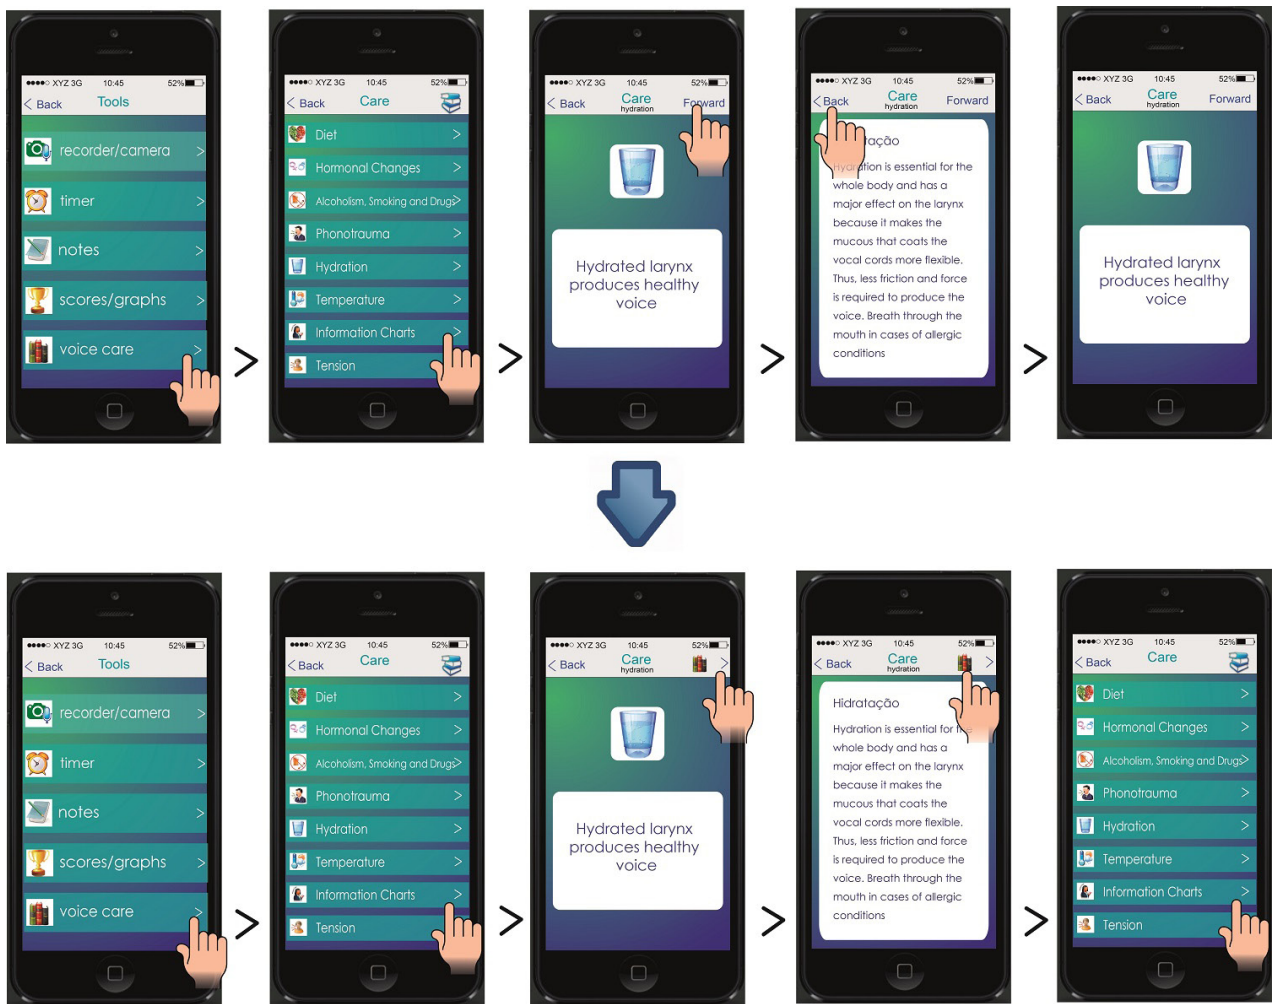 ●●●●○ XYZ 3G 10:45 52%
< Back Tools
recorder/camera >
timer >
notes >
scores/graphs >
voice care >
>
●●●●○ XYZ 3G 10:45 52%
< Back Care
Diet >
Hormonal Changes >
Alcoholism, Smoking and Drugs>
Phonotrauma >
Hydration >
Temperature >
Information Charts >
Tension
>
●●●●○ XYZ 3G 10:45 52%
< Back Care Forward
hydration
Hydrated larynx
produces healthy
voice
>
●●●●○ XYZ 3G 10:45 52%
< Back Care Forward
hydration
tação
Hydration is essential for the
whole body and has a
major effect on the larynx
because it makes the
mucous that coats the
vocal cords more flexible.
Thus, less friction and force
is required to produce the
voice. Breath through the
mouth in cases of allergic
conditions
>
●●●●○ XYZ 3G 10:45 52%
< Back Care Forward
hydration
Hydrated larynx
produces healthy
voice
●●●●○ XYZ 3G 10:45 52%
< Back Tools
recorder/camera >
timer >
notes >
scores/graphs >
voice care >
>
●●●●○ XYZ 3G 10:45 52%
< Back Care
Diet >
Hormonal Changes >
Alcoholism, Smoking and Drugs>
Phonotrauma >
Hydration >
Temperature >
Information Charts >
Tension
>
●●●●○ XYZ 3G 10:45 52%
< Back Care >
hydration
Hydrated larynx
produces healthy
voice
>
●●●●○ XYZ 3G 10:45 52%
< Back Care >
hydration
Hidratação
Hydration is essential for the
whole body and has a
major effect on the larynx
because it makes the
mucous that coats the
vocal cords more flexible.
Thus, less friction and force
is required to produce the
voice. Breath through the
mouth in cases of allergic
conditions
>
●●●●○ XYZ 3G 10:45 52%
< Back Care
Diet >
Hormonal Changes >
Alcoholism, Smoking and Drugs>
Phonotrauma >
Hydration >
Temperature >
Information Charts >
Tension